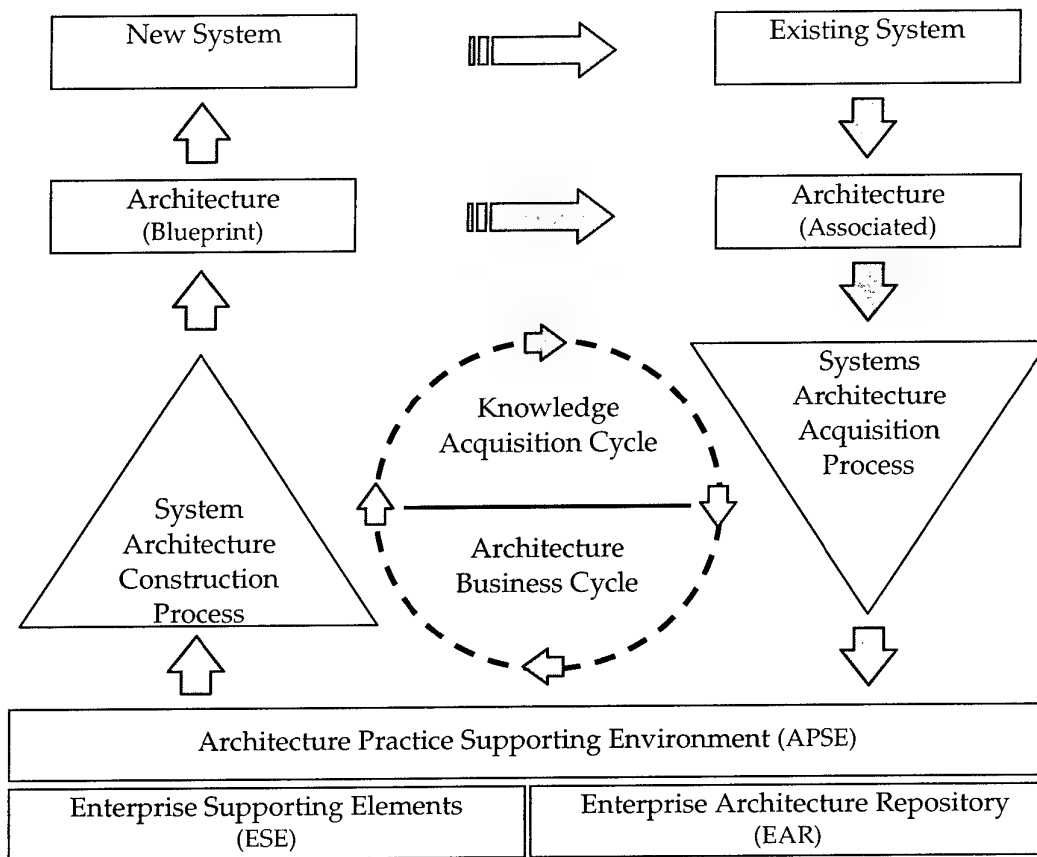 New System
Existing System
Architecture
(Blueprint)
Architecture
(Associated)
Systems
Architecture
Acquisition
Process
Knowledge
Acquisition Cycle
System
Architecture
Construction
Process
Architecture
Business Cycle
Architecture Practice Supporting Environment (APSE)
Enterprise Supporting Elements
(ESE)
Enterprise Architecture Repository
(EAR)